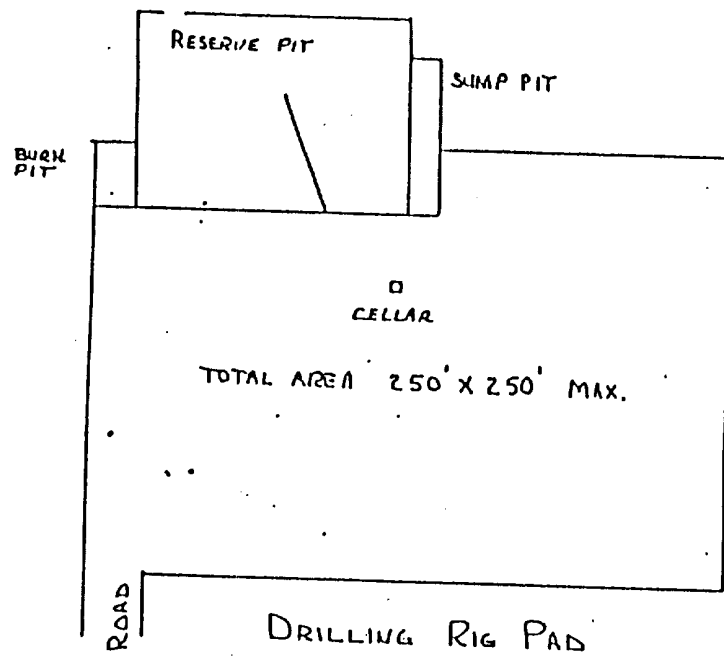 RESERVE PIT
SUMP PIT
BURN
PIT
CELLAR
TOTAL AREA 250' X 250' MAX.
ROAD
DRILLING RIG PAD